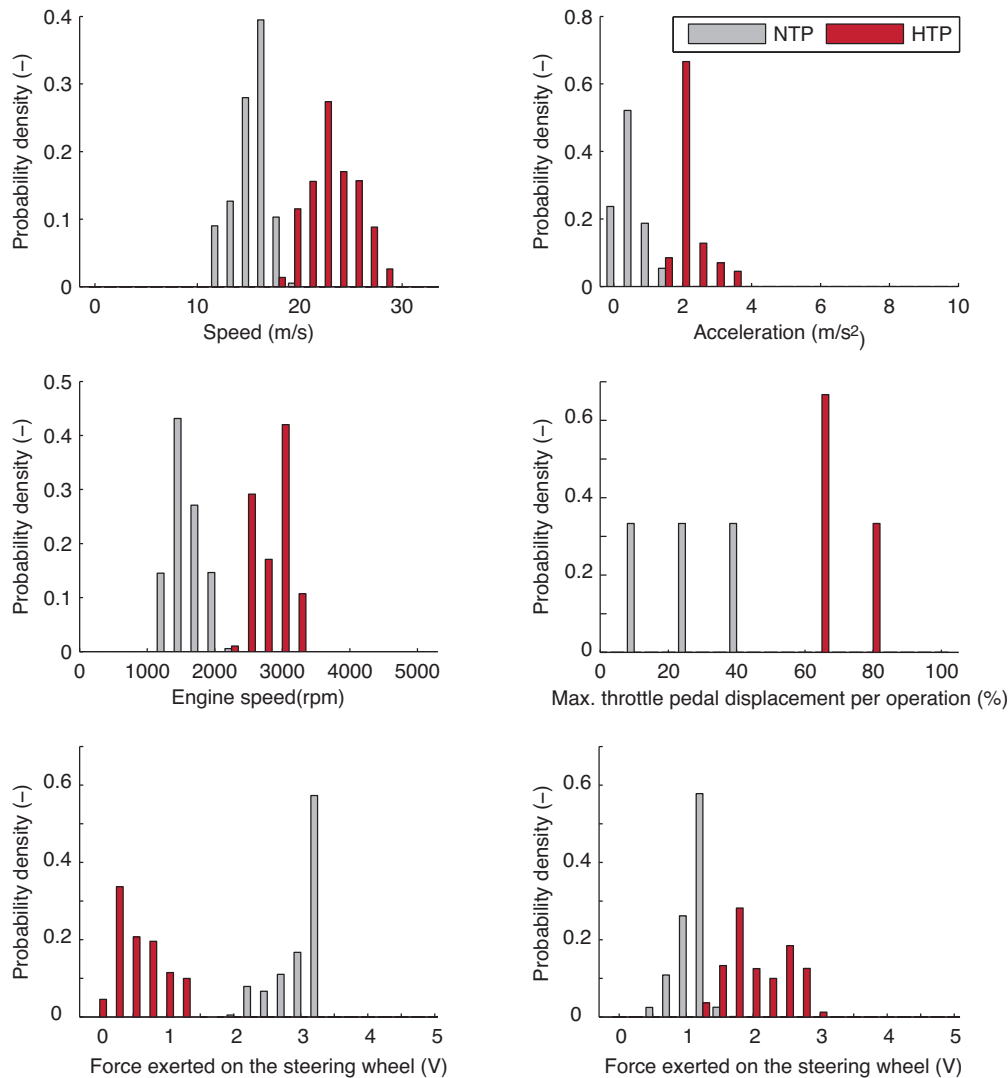 0.4
0.3
0.2
0.1
0
0 10 20 30
Probability density (–)
Speed (m/s)
NTP HTP
0.8
0.6
0.4
0.2
0
0 2 4 6 8 10
Probability density (–)
Acceleration (m/s2)
0.5
0.4
0.3
0.2
0.1
0
0 1000 2000 3000 4000 5000
Probability density (–)
Engine speed(rpm)
0.6
0.4
0.2
0
0 20 40 60 80 100
Probability density (–)
Max. throttle pedal displacement per operation (%)
0.6
0.4
0.2
0
0 1 2 3 4 5
Probability density (–)
Force exerted on the steering wheel (V)
0.6
0.4
0.2
0
0 1 2 3 4 5
Probability density (–)
Force exerted on the steering wheel (V)